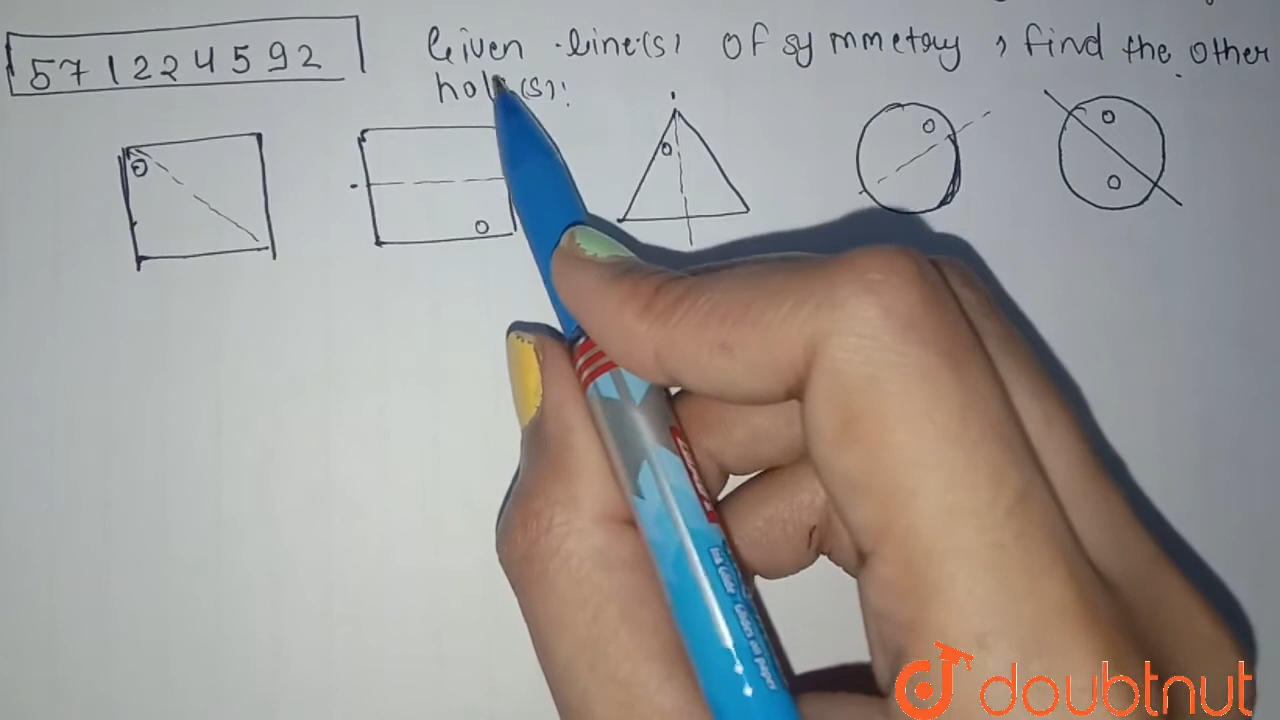 571224592
Given line(s) of symmetry, find the other
hole(s):
doubtnut